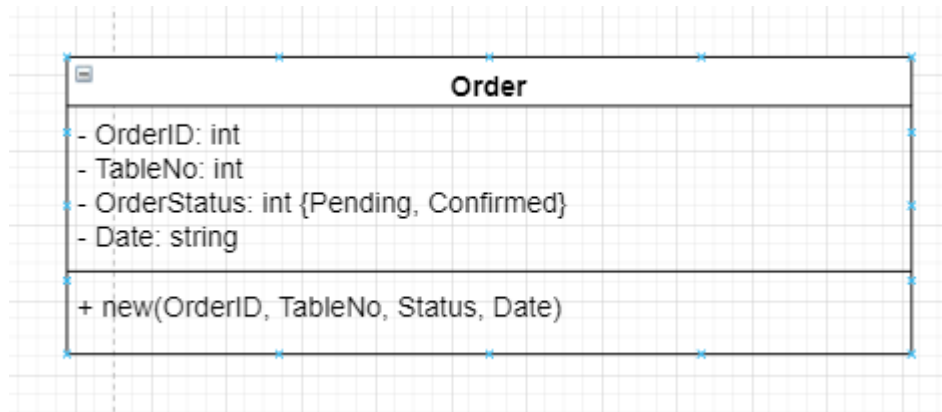 Order
- OrderID: int
- TableNo: int
- OrderStatus: int {Pending, Confirmed}
- Date: string
+ new(OrderID, TableNo, Status, Date)